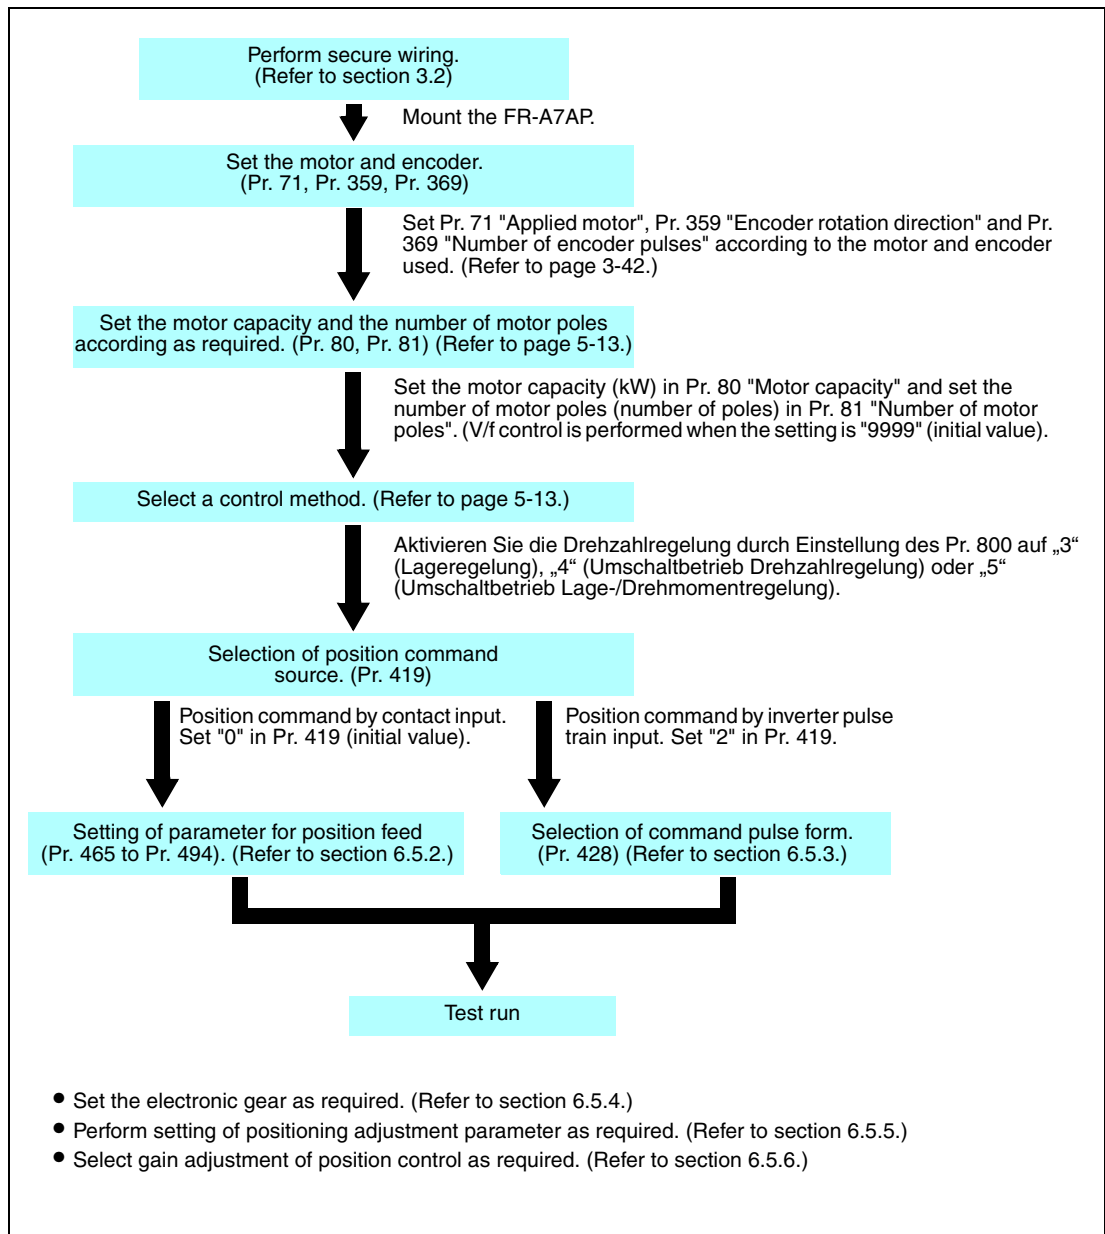 Perform secure wiring.
(Refer to section 3.2)
Mount the FR-A7AP.
Set the motor and encoder.
(Pr. 71, Pr. 359, Pr. 369)
Set Pr. 71 "Applied motor", Pr. 359 "Encoder rotation direction" and Pr.
369 "Number of encoder pulses" according to the motor and encoder
used. (Refer to page 3-42.)
Set the motor capacity and the number of motor poles
according as required. (Pr. 80, Pr. 81) (Refer to page 5-13.)
Set the motor capacity (kW) in Pr. 80 "Motor capacity" and set the
number of motor poles (number of poles) in Pr. 81 "Number of motor
poles". (V/f control is performed when the setting is "9999" (initial value).
Select a control method. (Refer to page 5-13.)
Aktivieren Sie die Drehzahlregelung durch Einstellung des Pr. 800 auf „3“
(Lageregelung), „4“ (Umschaltbetrieb Drehzahlregelung) oder „5“
(Umschaltbetrieb Lage-/Drehmomentregelung).
Selection of position command
source. (Pr. 419)
Position command by contact input.
Set "0" in Pr. 419 (initial value).
Position command by inverter pulse
train input. Set "2" in Pr. 419.
Setting of parameter for position feed
(Pr. 465 to Pr. 494). (Refer to section 6.5.2.)
Selection of command pulse form.
(Pr. 428) (Refer to section 6.5.3.)
Test run
● Set the electronic gear as required. (Refer to section 6.5.4.)
● Perform setting of positioning adjustment parameter as required. (Refer to section 6.5.5.)
● Select gain adjustment of position control as required. (Refer to section 6.5.6.)